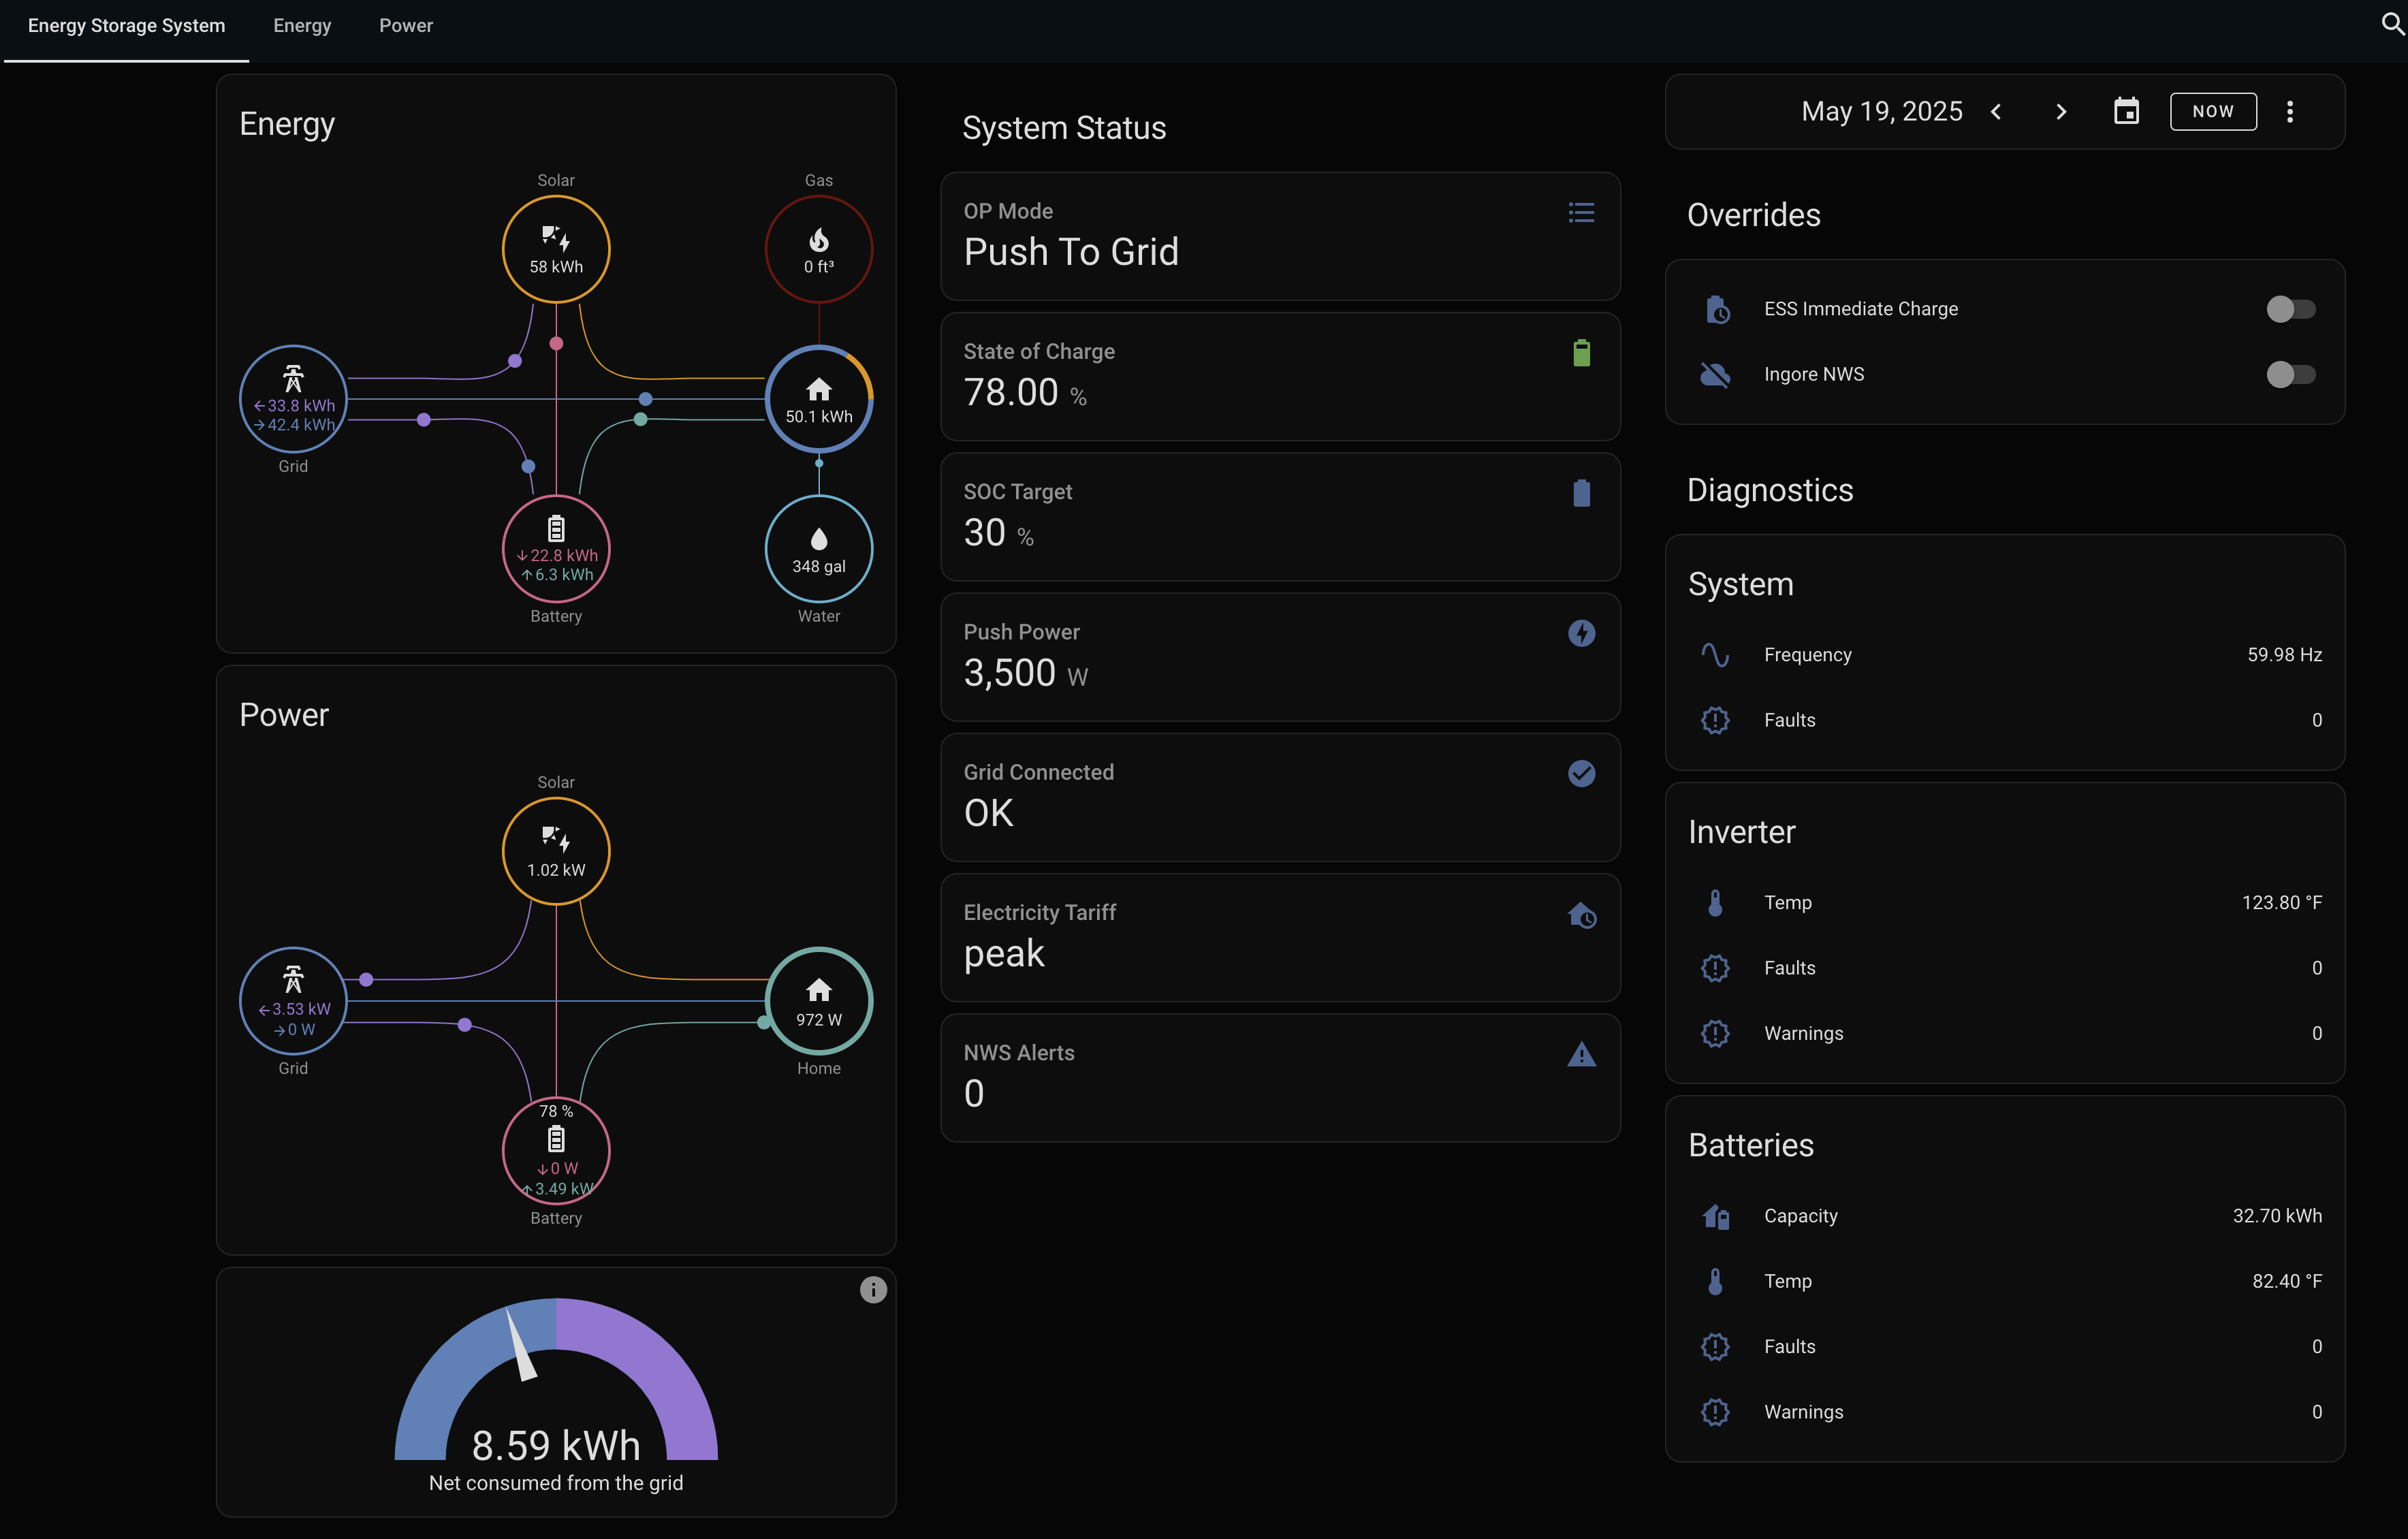 Energy Storage System
Energy
Power
Energy
Solar
Gas
58 kWh
0 ft³
←33.8 kWh
→42.4 kWh
50.1 kWh
Grid
↓22.8 kWh
↑6.3 kWh
348 gal
Battery
Water
Power
Solar
1.02 kW
←3.53 kW
→0 W
972 W
Grid
Home
78 %
↓0 W
↑3.49 kW
Battery
8.59 kWh
Net consumed from the grid
System Status
OP Mode
Push To Grid
State of Charge
78.00 %
SOC Target
30 %
Push Power
3,500 W
Grid Connected
OK
Electricity Tariff
peak
NWS Alerts
0
May 19, 2025
NOW
Overrides
ESS Immediate Charge
Ingore NWS
Diagnostics
System
Frequency 59.98 Hz
Faults 0
Inverter
Temp 123.80 °F
Faults 0
Warnings 0
Batteries
Capacity 32.70 kWh
Temp 82.40 °F
Faults 0
Warnings 0